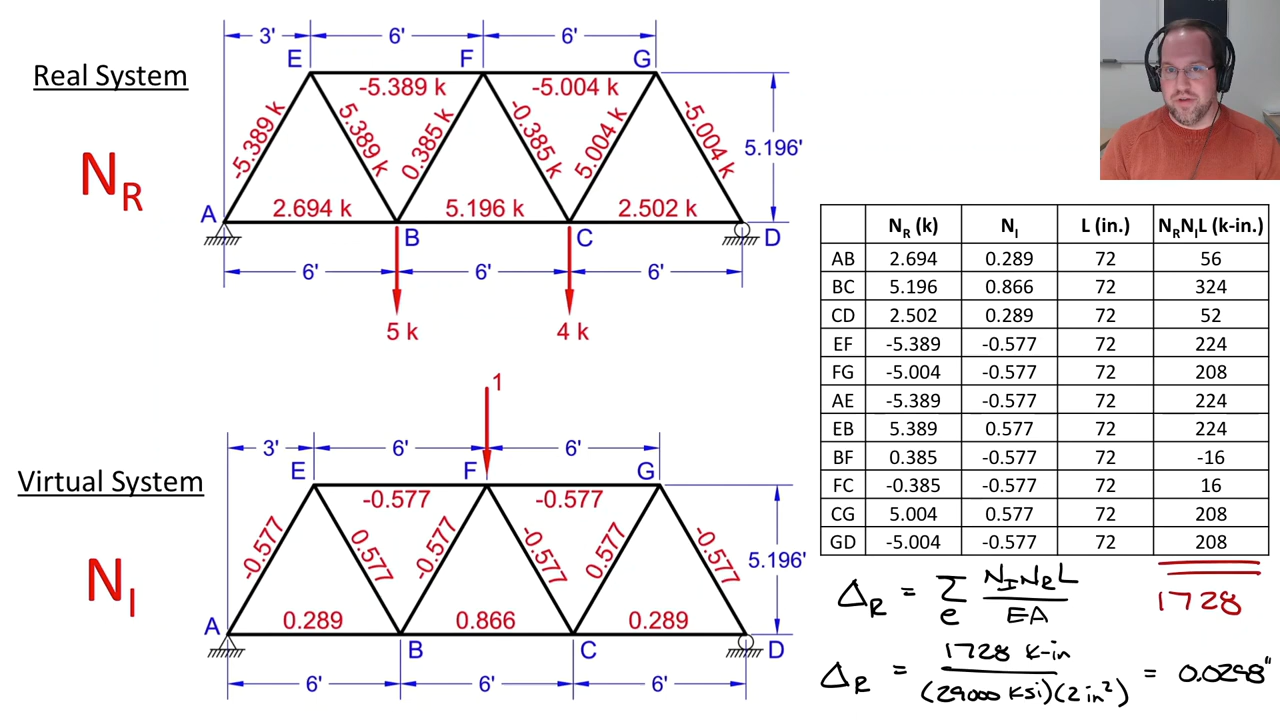 Real System
N_R
3'
6'
6'
E
F
G
-5.389 k
-5.004 k
-5.389 k
5.389 k
0.385 k
-0.385 k
5.004 k
-5.004 k
5.196'
A
2.694 k
5.196 k
2.502 k
B
C
D
6'
6'
6'
5 k
4 k
1
Virtual System
N_I
3'
6'
6'
E
F
G
-0.577
-0.577
-0.577
0.577
-0.577
-0.577
0.577
-0.577
5.196'
A
0.289
0.866
0.289
B
C
D
6'
6'
6'
N_R (k) N_I L (in.) N_RN_IL (k-in.)
AB 2.694 0.289 72 56
BC 5.196 0.866 72 324
CD 2.502 0.289 72 52
EF -5.389 -0.577 72 224
FG -5.004 -0.577 72 208
AE -5.389 -0.577 72 224
EB 5.389 0.577 72 224
BF 0.385 -0.577 72 -16
FC -0.385 -0.577 72 16
CG 5.004 0.577 72 208
GD -5.004 -0.577 72 208
1728
Δ_R = Σ_e N_I N_R L / EA
Δ_R = 1728 k-in / (29000 ksi)(2 in²) = 0.0298"